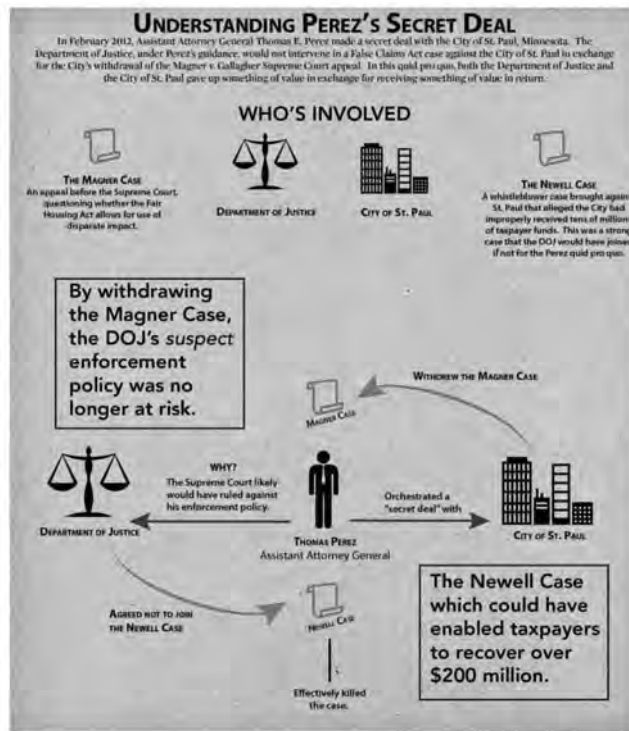 UNDERSTANDING PEREZ'S SECRET DEAL
In February 2012, Assistant Attorney General Thomas E. Perez made a secret deal with the City of St. Paul, Minnesota. The
Department of Justice, under Perez's guidance, would not intervene in a False Claims Act case against the City of St. Paul in exchange
for the City's withdrawal of the Magner v. Gallagher Supreme Court appeal. In this quid pro quo, both the Department of Justice and
the City of St. Paul gave up something of value in exchange for receiving something of value in return.
WHO'S INVOLVED
THE MAGNER CASE
An appeal before the Supreme Court,
questioning whether the Fair
Housing Act allows for use of
disparate impact.
DEPARTMENT OF JUSTICE
CITY OF ST. PAUL
THE NEWELL CASE
A whistleblower case brought against
St. Paul that alleged the City had
improperly received tens of millions
of taxpayer funds. This was a strong
case that the DOJ would have joined
if not for the Perez quid pro quo.
By withdrawing
the Magner Case,
the DOJ's suspect
enforcement
policy was no
longer at risk.
WITHDREW THE MAGNER CASE
MAGNER CASE
WHY?
The Supreme Court likely
would have ruled against
his enforcement policy.
Orchestrated a
"secret deal" with
DEPARTMENT OF JUSTICE
THOMAS PEREZ
Assistant Attorney General
CITY OF ST. PAUL
AGREED NOT TO JOIN
THE NEWELL CASE
NEWELL CASE
Effectively killed
the case.
The Newell Case
which could have
enabled taxpayers
to recover over
$200 million.